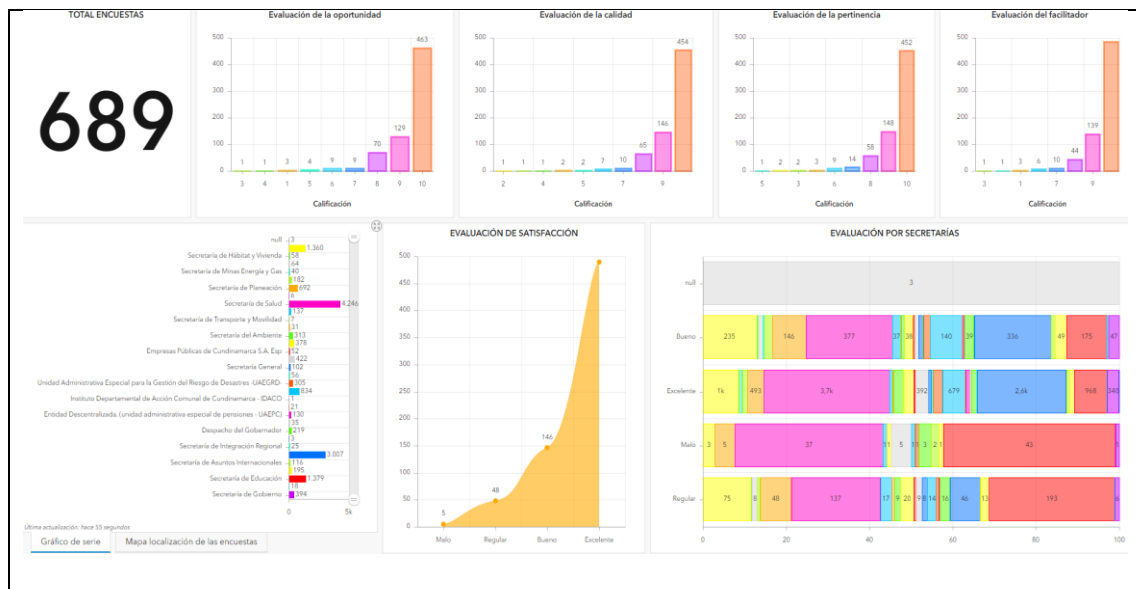 TOTAL ENCUESTAS
689
Evaluación de la oportunidad
500
400
300
200
100
0
1 1 3 4 9 9 70 129 463
3 4 1 5 6 7 8 9 10
Calificación
Evaluación de la calidad
500
400
300
200
100
0
1 1 1 2 2 7 10 65 146 454
2 4 5 7 9
Calificación
Evaluación de la pertinencia
500
400
300
200
100
0
1 2 2 3 9 14 58 148 452
5 3 6 8 10
Calificación
Evaluación del facilitador
500
400
300
200
100
0
1 1 3 6 10 44 139
3 1 7 9
Calificación
null 3
1.360
Secretaría de Hábitat y Vivienda 58
64
Secretaría de Minas Energía y Gas 40
182
Secretaría de Planeación 692
6
Secretaría de Salud 4.246
137
Secretaría de Transporte y Movilidad 7
31
Secretaría del Ambiente 313
378
Empresas Públicas de Cundinamarca S.A. Esp 52
422
Secretaría General 102
56
Unidad Administrativa Especial para la Gestión del Riesgo de Desastres -UAEGRD- 305
834
Instituto Departamental de Acción Comunal de Cundinamarca - IDACO 1
21
Entidad Descentralizada. (unidad administrativa especial de pensiones - UAEPC) 130
35
Despacho del Gobernador 219
3
Secretaría de Integración Regional 25
3.007
Secretaría de Asuntos Internacionales 116
195
Secretaría de Educación 1.379
18
Secretaría de Gobierno 394
0 5k
Última actualización: hace 55 segundos
Gráfico de serie Mapa localización de las encuestas
EVALUACIÓN DE SATISFACCIÓN
500
450
400
350
300
250
200
150
100
50
0
5 48 146
Malo Regular Bueno Excelente
EVALUACIÓN POR SECRETARÍAS
null 3
Bueno 235 146 377 37 38 140 39 336 49 175 47
Excelente 1k 493 3,7k 392 679 2,6k 968 340
Malo 3 5 37 1 1 5 1 1 3 2 1 43 1
Regular 75 8 48 137 17 9 20 9 8 14 16 46 13 193 6
0 20 40 60 80 100